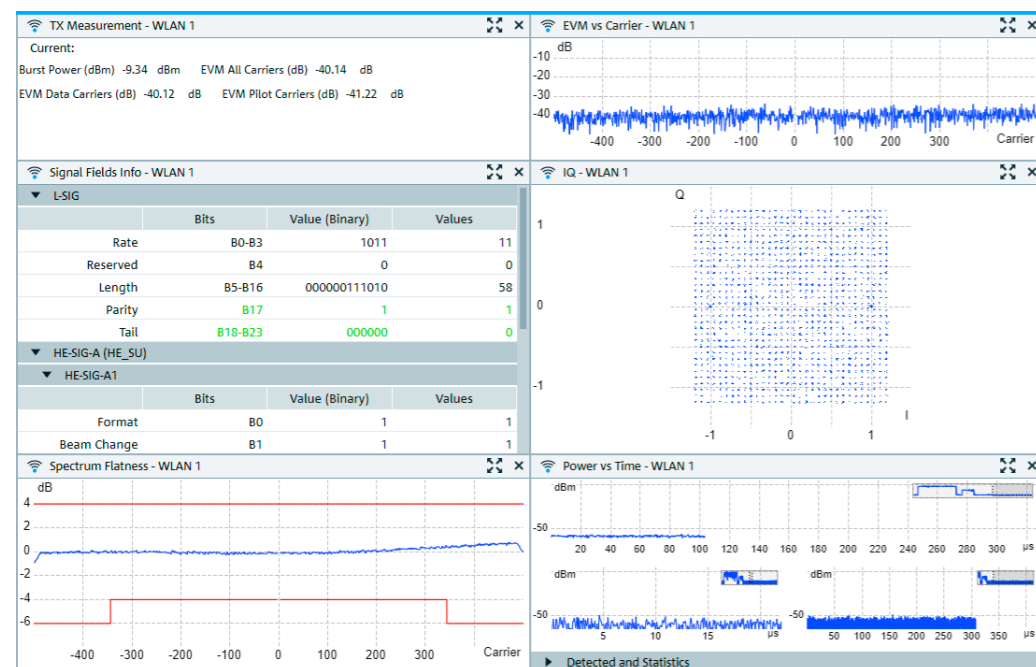 TX Measurement - WLAN 1
Current:
Burst Power (dBm) -9.34 dBm EVM All Carriers (dB) -40.14 dB
EVM Data Carriers (dB) -40.12 dB EVM Pilot Carriers (dB) -41.22 dB
EVM vs Carrier - WLAN 1
dB
-10
-20
-30
-40
-400 -300 -200 -100 0 100 200 300 Carrier
Signal Fields Info - WLAN 1
L-SIG
Bits Value (Binary) Values
Rate B0-B3 1011 11
Reserved B4 0 0
Length B5-B16 000000111010 58
Parity B17 1 1
Tail B18-B23 000000 0
HE-SIG-A (HE_SU)
HE-SIG-A1
Bits Value (Binary) Values
Format B0 1 1
Beam Change B1 1 1
IQ - WLAN 1
Q
1
0
-1
I
-1 0 1
Spectrum Flatness - WLAN 1
dB
4
2
0
-2
-4
-6
-400 -300 -200 -100 0 100 200 300 Carrier
Power vs Time - WLAN 1
dBm
-50
20 40 60 80 100 120 140 160 180 200 220 240 260 280 300 µs
dBm
-50
5 10 15 µs
dBm
-50
50 100 150 200 250 300 350 µs
Detected and Statistics